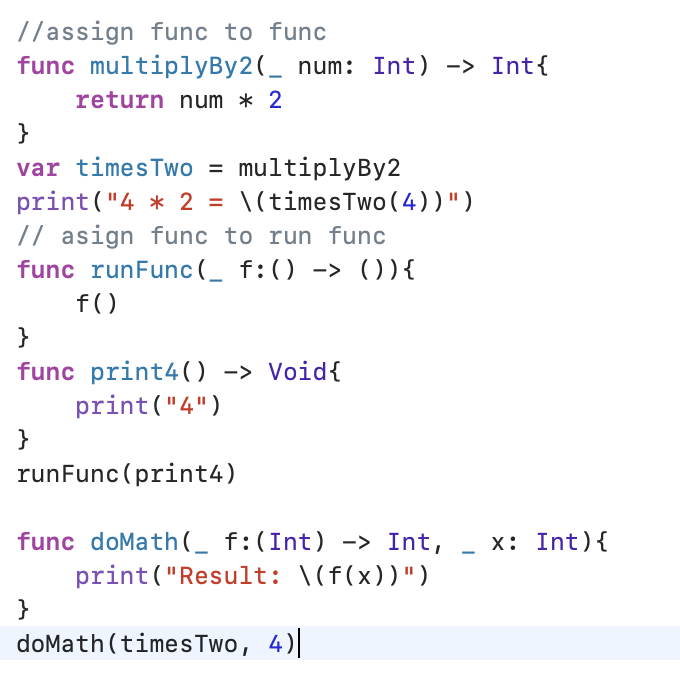 //assign func to func
func multiplyBy2(_ num: Int) -> Int{
    return num * 2
}
var timesTwo = multiplyBy2
print("4 * 2 = \(timesTwo(4))")
// asign func to run func
func runFunc(_ f:() -> ()){
    f()
}
func print4() -> Void{
    print("4")
}
runFunc(print4)

func doMath(_ f:(Int) -> Int, _ x: Int){
    print("Result: \(f(x))")
}
doMath(timesTwo, 4)